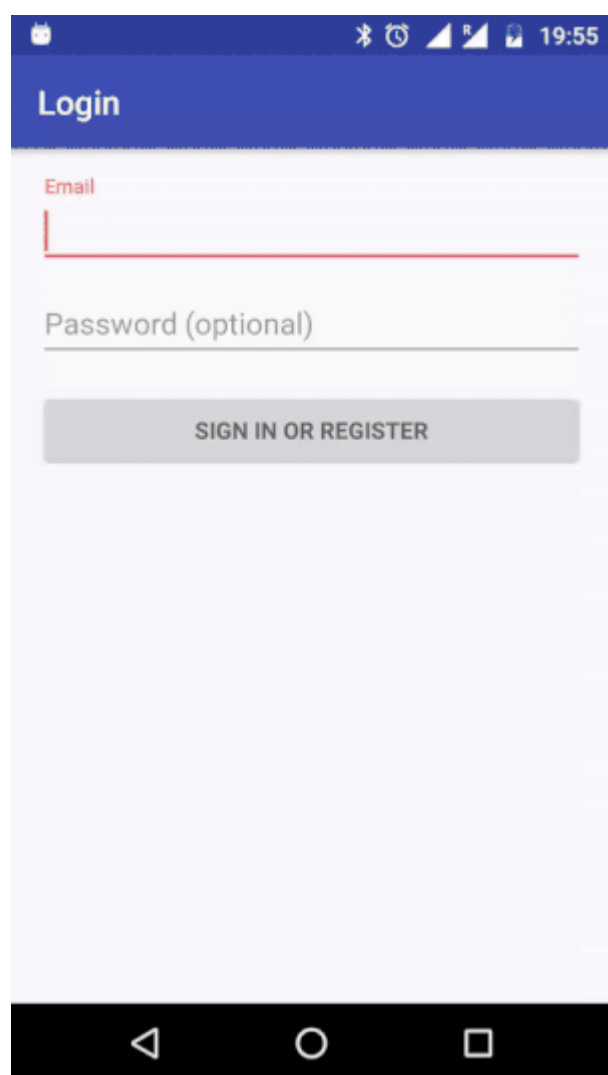 R 19:55
Login
Email
Password (optional)
SIGN IN OR REGISTER